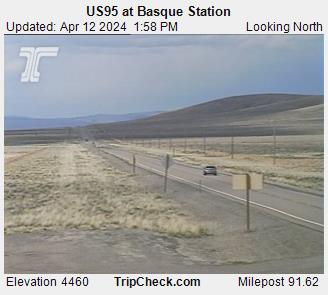 US95 at Basque Station
Updated: Apr 12 2024 1:58 PM Looking North
Elevation 4460 TripCheck.com Milepost 91.62